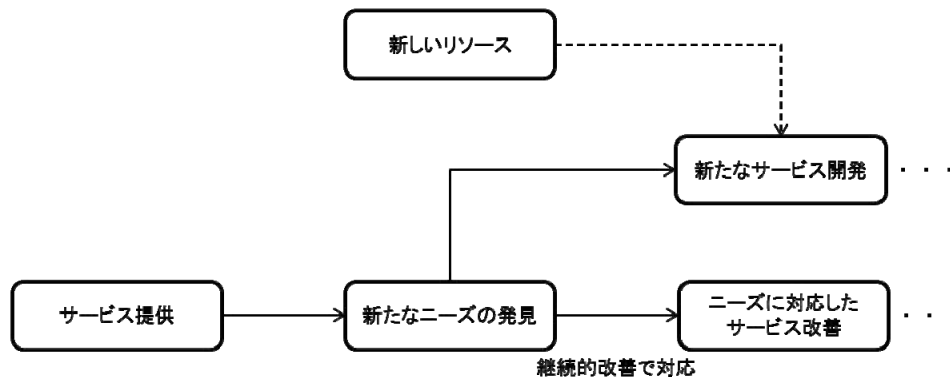 新しいリソース
新たなサービス開発
・・・
サービス提供
新たなニーズの発見
ニーズに対応した
サービス改善
・・
継続的改善で対応